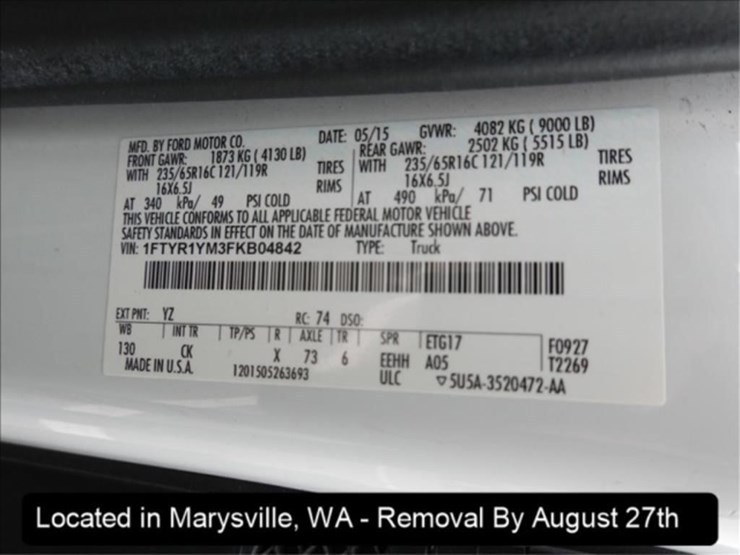 MFD. BY FORD MOTOR CO. DATE: 05/15 GVWR: 4082 KG ( 9000 LB)
FRONT GAWR: 1873 KG ( 4130 LB) REAR GAWR: 2502 KG ( 5515 LB)
WITH 235/65R16C 121/119R TIRES WITH 235/65R16C 121/119R TIRES
16X6.5J RIMS 16X6.5J RIMS
AT 340 kPa/ 49 PSI COLD AT 490 kPa/ 71 PSI COLD
THIS VEHICLE CONFORMS TO ALL APPLICABLE FEDERAL MOTOR VEHICLE
SAFETY STANDARDS IN EFFECT ON THE DATE OF MANUFACTURE SHOWN ABOVE.
VIN: 1FTYR1YM3FKB04842 TYPE: Truck
EXT PNT: YZ RC: 74 DSO:
WB INT TR TP/PS R AXLE TR SPR ETG17 F0927
130 CK X 73 6 EEHH A05 T2269
MADE IN U.S.A. 1201505263693 ULC ▽5U5A-3520472-AA
Located in Marysville, WA - Removal By August 27th